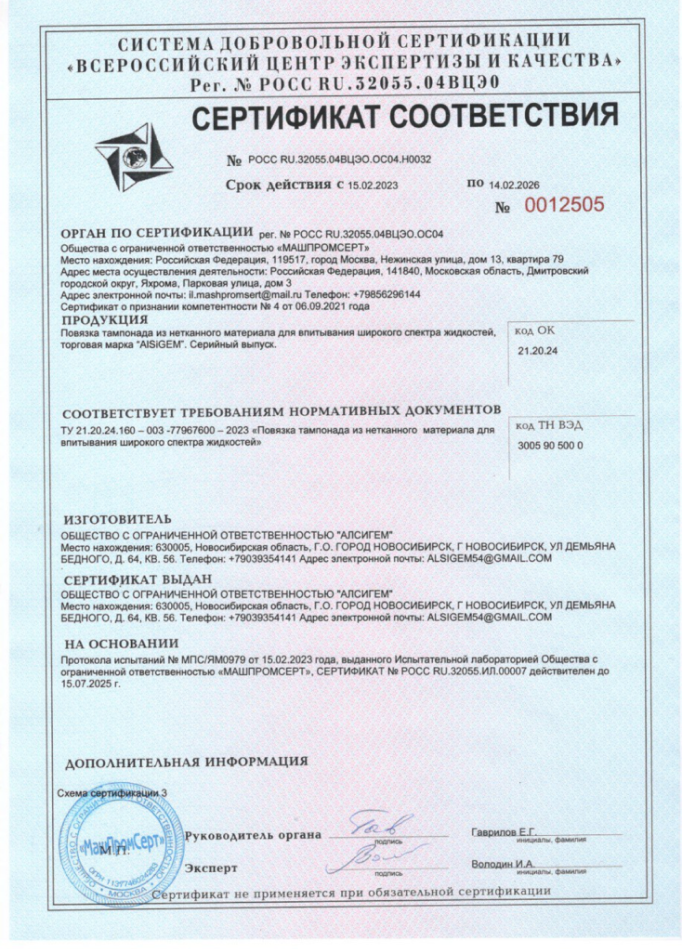 СИСТЕМА ДОБРОВОЛЬНОЙ СЕРТИФИКАЦИИ
«ВСЕРОССИЙСКИЙ ЦЕНТР ЭКСПЕРТИЗЫ И КАЧЕСТВА»
Рег. № РОСС RU.32055.04ВЦЭ0
СЕРТИФИКАТ СООТВЕТСТВИЯ
№ РОСС RU.32055.04ВЦЭО.ОС04.Н0032
Срок действия с 15.02.2023 по 14.02.2026
№ 0012505
ОРГАН ПО СЕРТИФИКАЦИИ рег. № РОСС RU.32055.04ВЦЭО.ОС04
Общества с ограниченной ответственностью «МАШПРОМСЕРТ»
Место нахождения: Российская Федерация, 119517, город Москва, Нежинская улица, дом 13, квартира 79
Адрес места осуществления деятельности: Российская Федерация, 141840, Московская область, Дмитровский
городской округ, Яхрома, Парковая улица, дом 3
Адрес электронной почты: il.mashpromsert@mail.ru Телефон: +79856296144
Сертификат о признании компетентности № 4 от 06.09.2021 года
ПРОДУКЦИЯ
Повязка тампонада из нетканного материала для впитывания широкого спектра жидкостей,
торговая марка "AlSiGEM". Серийный выпуск.
код ОК
21.20.24
СООТВЕТСТВУЕТ ТРЕБОВАНИЯМ НОРМАТИВНЫХ ДОКУМЕНТОВ
ТУ 21.20.24.160 – 003 -77967600 – 2023 «Повязка тампонада из нетканного материала для
впитывания широкого спектра жидкостей»
код ТН ВЭД
3005 90 500 0
ИЗГОТОВИТЕЛЬ
ОБЩЕСТВО С ОГРАНИЧЕННОЙ ОТВЕТСТВЕННОСТЬЮ "АЛСИГЕМ"
Место нахождения: 630005, Новосибирская область, Г.О. ГОРОД НОВОСИБИРСК, Г НОВОСИБИРСК, УЛ ДЕМЬЯНА
БЕДНОГО, Д. 64, КВ. 56. Телефон: +79039354141 Адрес электронной почты: ALSIGEM54@GMAIL.COM
СЕРТИФИКАТ ВЫДАН
ОБЩЕСТВО С ОГРАНИЧЕННОЙ ОТВЕТСТВЕННОСТЬЮ "АЛСИГЕМ"
Место нахождения: 630005, Новосибирская область, Г.О. ГОРОД НОВОСИБИРСК, Г НОВОСИБИРСК, УЛ ДЕМЬЯНА
БЕДНОГО, Д. 64, КВ. 56. Телефон: +79039354141 Адрес электронной почты: ALSIGEM54@GMAIL.COM
НА ОСНОВАНИИ
Протокола испытаний № МПС/ЯМ0979 от 15.02.2023 года, выданного Испытательной лабораторией Общества с
ограниченной ответственностью «МАШПРОМСЕРТ», СЕРТИФИКАТ № РОСС RU.32055.ИЛ.00007 действителен до
15.07.2025 г.
ДОПОЛНИТЕЛЬНАЯ ИНФОРМАЦИЯ
Схема сертификации 3
«МашПромСерт»
М.П.
МОСКВА
Руководитель органа
подпись
Гаврилов Е.Г.
инициалы, фамилия
Эксперт
подпись
Володин И.А.
инициалы, фамилия
Сертификат не применяется при обязательной сертификации